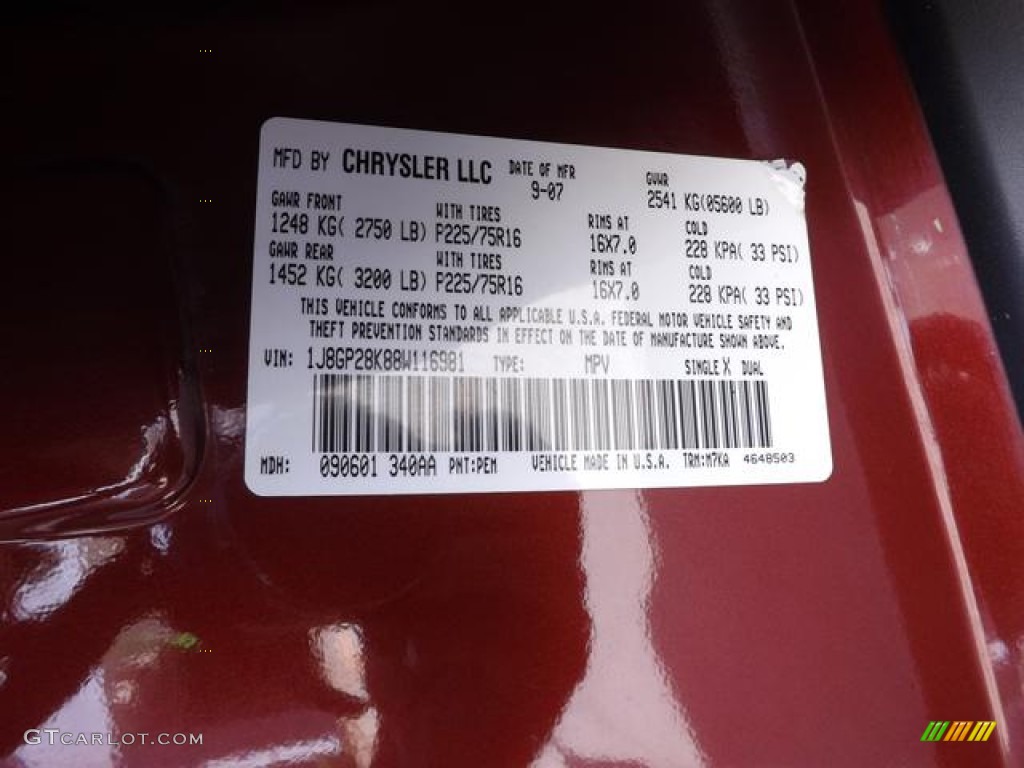 MFD BY CHRYSLER LLC DATE OF MFR GVWR
9-07 2541 KG(05600 LB)
GAWR FRONT WITH TIRES RIMS AT COLD
1248 KG( 2750 LB) P225/75R16 16X7.0 228 KPA( 33 PSI)
GAWR REAR WITH TIRES RIMS AT COLD
1452 KG( 3200 LB) P225/75R16 16X7.0 228 KPA( 33 PSI)
THIS VEHICLE CONFORMS TO ALL APPLICABLE U.S.A. FEDERAL MOTOR VEHICLE SAFETY AND
THEFT PREVENTION STANDARDS IN EFFECT ON THE DATE OF MANUFACTURE SHOWN ABOVE.
VIN: 1J8GP28K88W116981 TYPE: MPV SINGLE X DUAL
MDH: 090601 340AA PNT:PEM VEHICLE MADE IN U.S.A. TRM:M7KA 4648503
GTCARLOT.COM